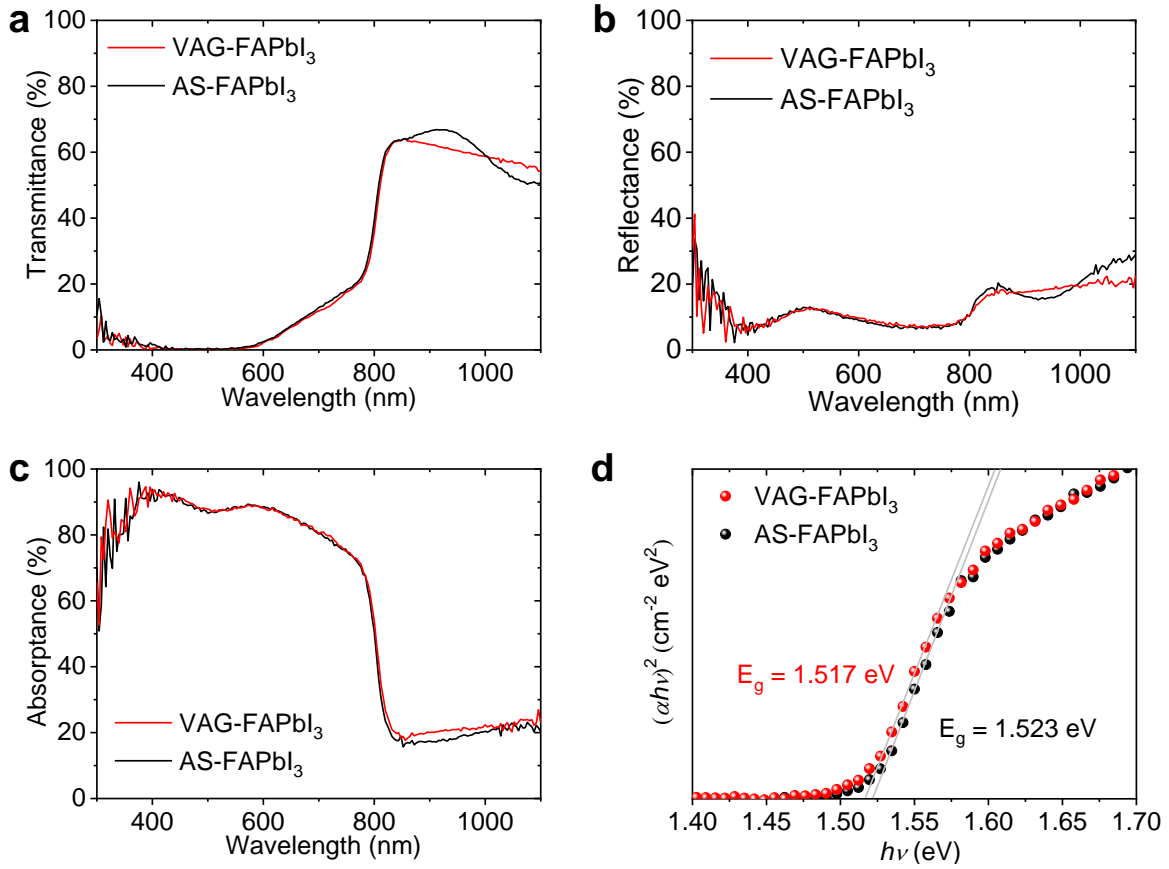 a
VAG-FAPbI₃
AS-FAPbI₃
Transmittance (%)
100
80
60
40
20
0
400 600 800 1000
Wavelength (nm)
b
VAG-FAPbI₃
AS-FAPbI₃
Reflectance (%)
100
80
60
40
20
0
400 600 800 1000
Wavelength (nm)
c
VAG-FAPbI₃
AS-FAPbI₃
Absorptance (%)
100
80
60
40
20
0
400 600 800 1000
Wavelength (nm)
d
VAG-FAPbI₃
AS-FAPbI₃
E_g = 1.517 eV
E_g = 1.523 eV
(αhν)² (cm⁻² eV²)
1.40 1.45 1.50 1.55 1.60 1.65 1.70
hν (eV)